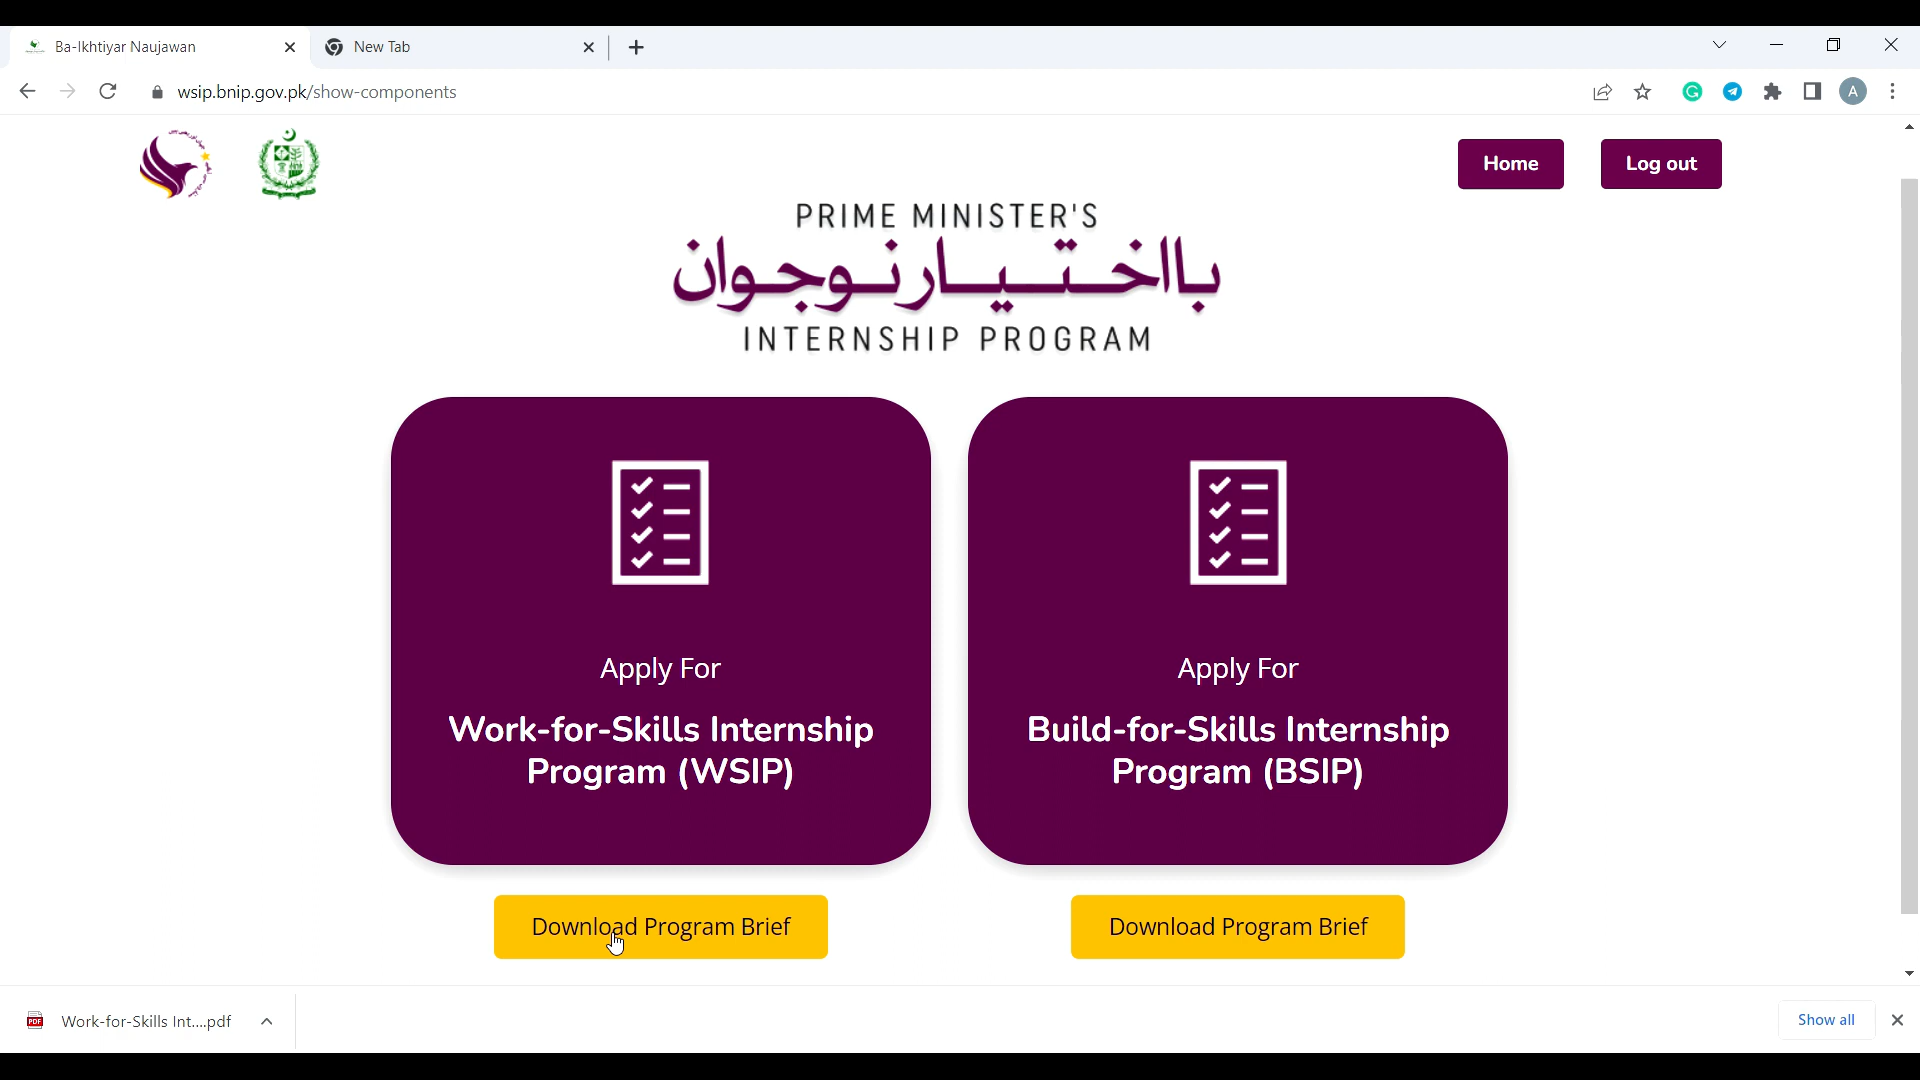 Ba-Ikhtiyar Naujawan
New Tab
wsip.bnip.gov.pk/show-components
A
Home
Log out
PRIME MINISTER'S
بااختیار نوجوان
INTERNSHIP PROGRAM
Apply For
Work-for-Skills Internship
Program (WSIP)
Apply For
Build-for-Skills Internship
Program (BSIP)
Download Program Brief
Download Program Brief
PDF
Work-for-Skills Int....pdf
Show all